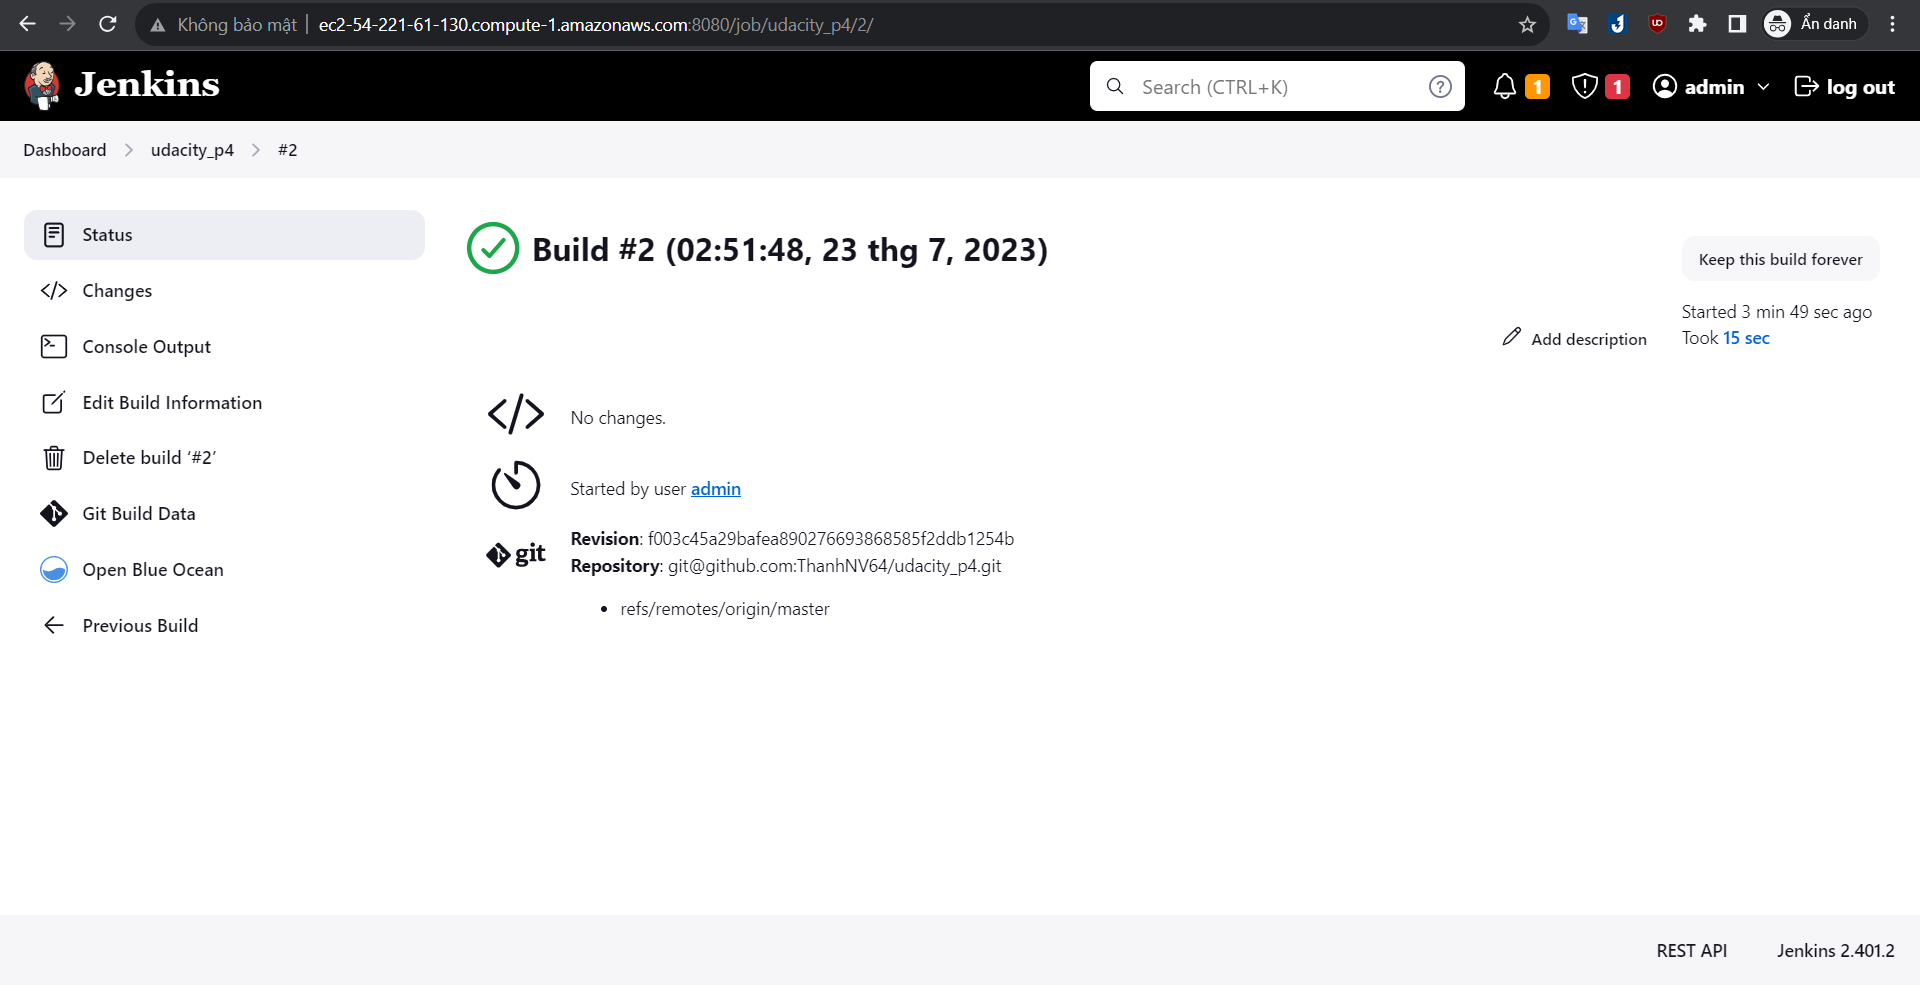 Không bảo mật | ec2-54-221-61-130.compute-1.amazonaws.com:8080/job/udacity_p4/2/
Ẩn danh
Jenkins
Search (CTRL+K)
?
1
1
admin
log out
Dashboard > udacity_p4 > #2
Status
Changes
Console Output
Edit Build Information
Delete build ‘#2’
Git Build Data
Open Blue Ocean
Previous Build
Build #2 (02:51:48, 23 thg 7, 2023)
Keep this build forever
Started 3 min 49 sec ago
Took 15 sec
Add description
No changes.
Started by user admin
git
Revision: f003c45a29bafea890276693868585f2ddb1254b
Repository: git@github.com:ThanhNV64/udacity_p4.git
• refs/remotes/origin/master
REST API
Jenkins 2.401.2